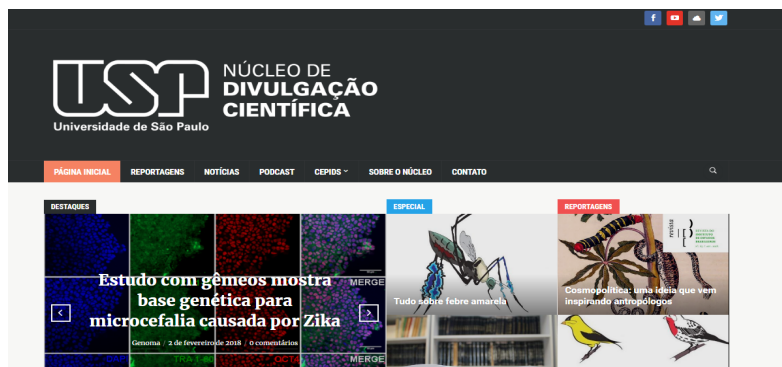 USP
Universidade de São Paulo
NÚCLEO DE
DIVULGAÇÃO
CIENTÍFICA
PÁGINA INICIAL REPORTAGENS NOTÍCIAS PODCAST CEPIDS SOBRE O NÚCLEO CONTATO
DESTAQUES
Estudo com gêmeos mostra
base genética para
microcefalia causada por Zika
Genoma / 2 de fevereiro de 2018 / 0 comentários
MERGE
MERGE
ESPECIAL
Tudo sobre febre amarela
REPORTAGENS
revista
Cosmopolítica: uma ideia que vem
inspirando antropólogos